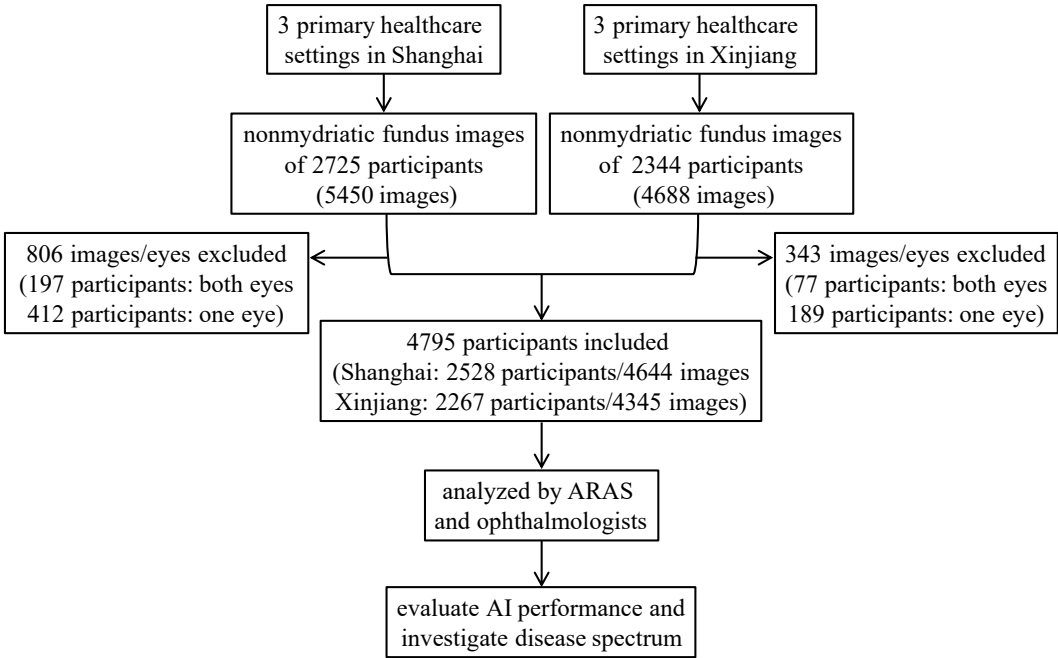 3 primary healthcare
settings in Shanghai
3 primary healthcare
settings in Xinjiang
nonmydriatic fundus images
of 2725 participants
(5450 images)
nonmydriatic fundus images
of 2344 participants
(4688 images)
806 images/eyes excluded
(197 participants: both eyes
412 participants: one eye)
343 images/eyes excluded
(77 participants: both eyes
189 participants: one eye)
4795 participants included
(Shanghai: 2528 participants/4644 images
Xinjiang: 2267 participants/4345 images)
analyzed by ARAS
and ophthalmologists
evaluate AI performance and
investigate disease spectrum